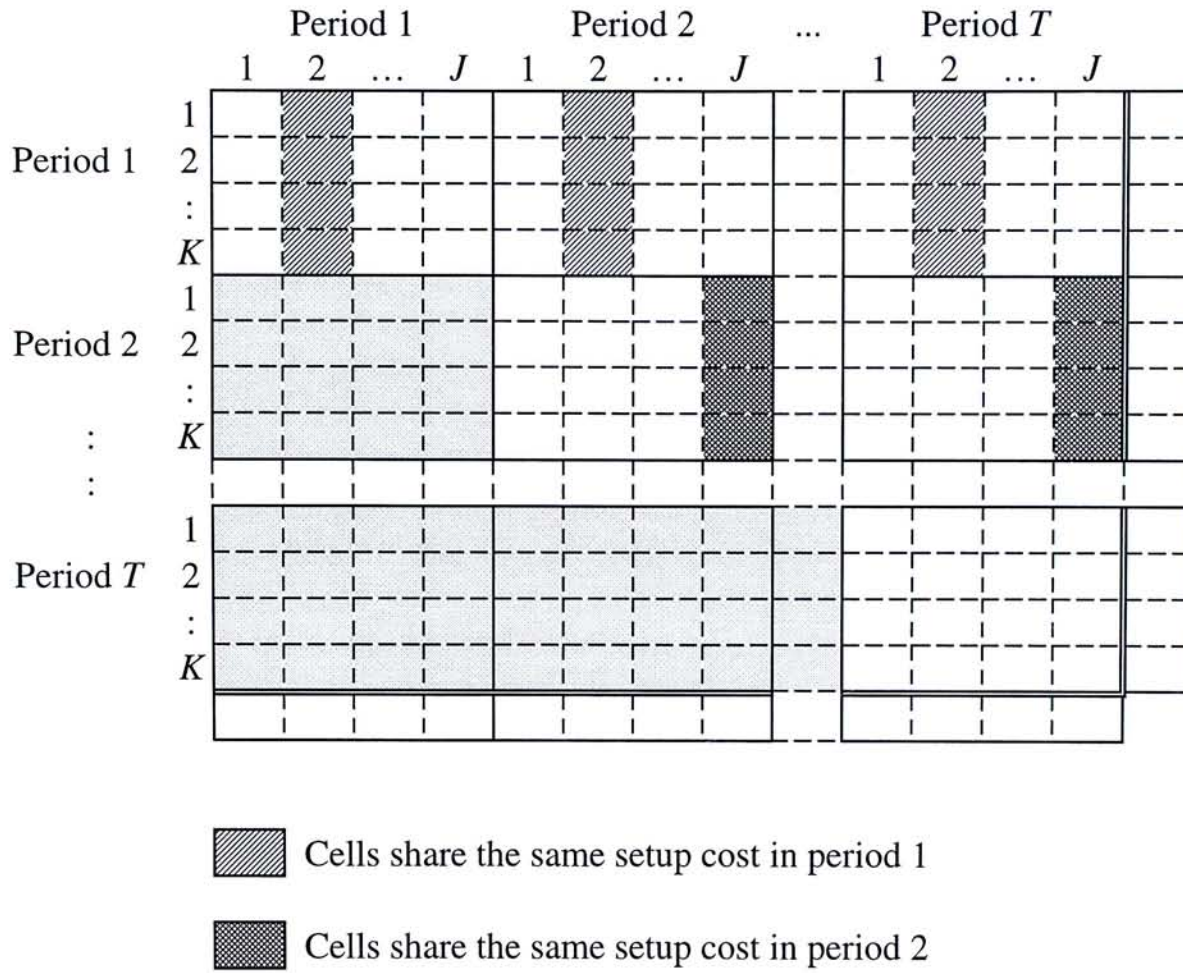 Period 1 Period 2 ... Period T
1 2 ... J 1 2 ... J 1 2 ... J
1
Period 1 2
:
K
1
Period 2 2
:
: K
:
1
Period T 2
:
K
Cells share the same setup cost in period 1
Cells share the same setup cost in period 2